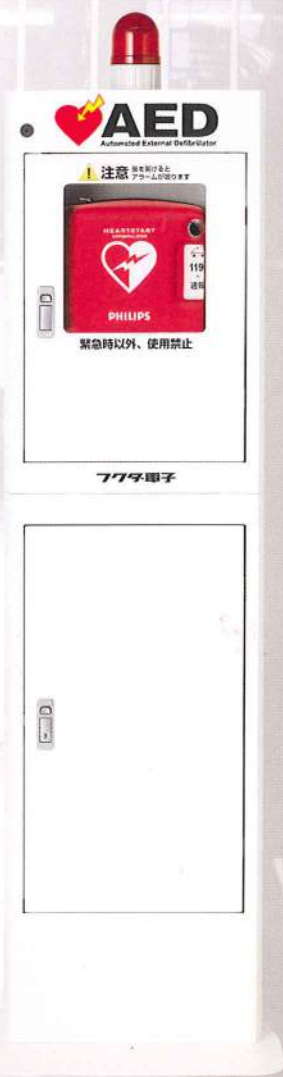 AED
Automated External Defibrillator
注意 扉を開けると
アラームが鳴ります
HEARTSTART
119
通報
PHILIPS
緊急時以外、使用禁止
フクダ電子